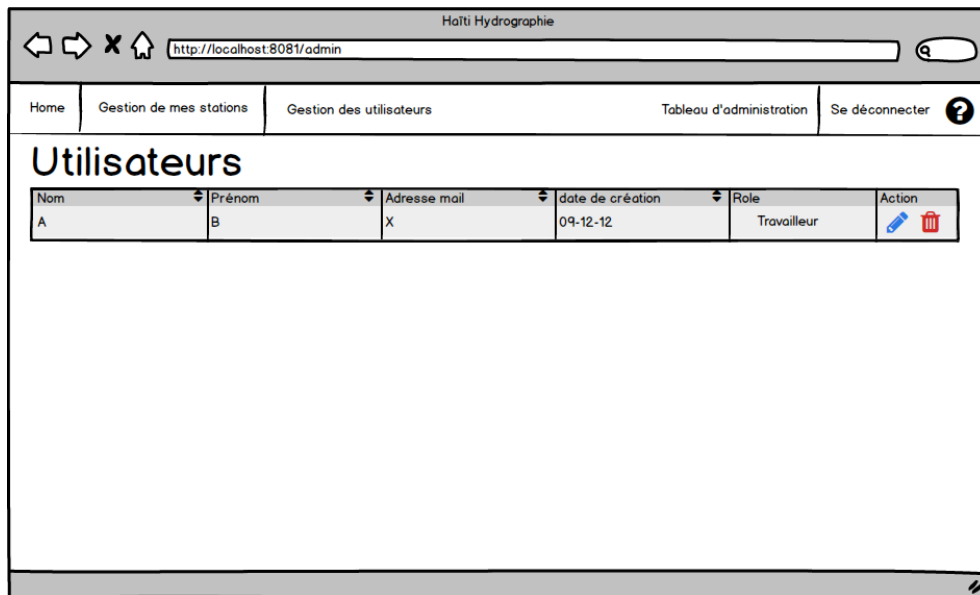 Haïti Hydrographie
http://localhost:8081/admin
Home Gestion de mes stations Gestion des utilisateurs Tableau d'administration Se déconnecter ?
Utilisateurs
Nom Prénom Adresse mail date de création Role Action
A B X 09-12-12 Travailleur